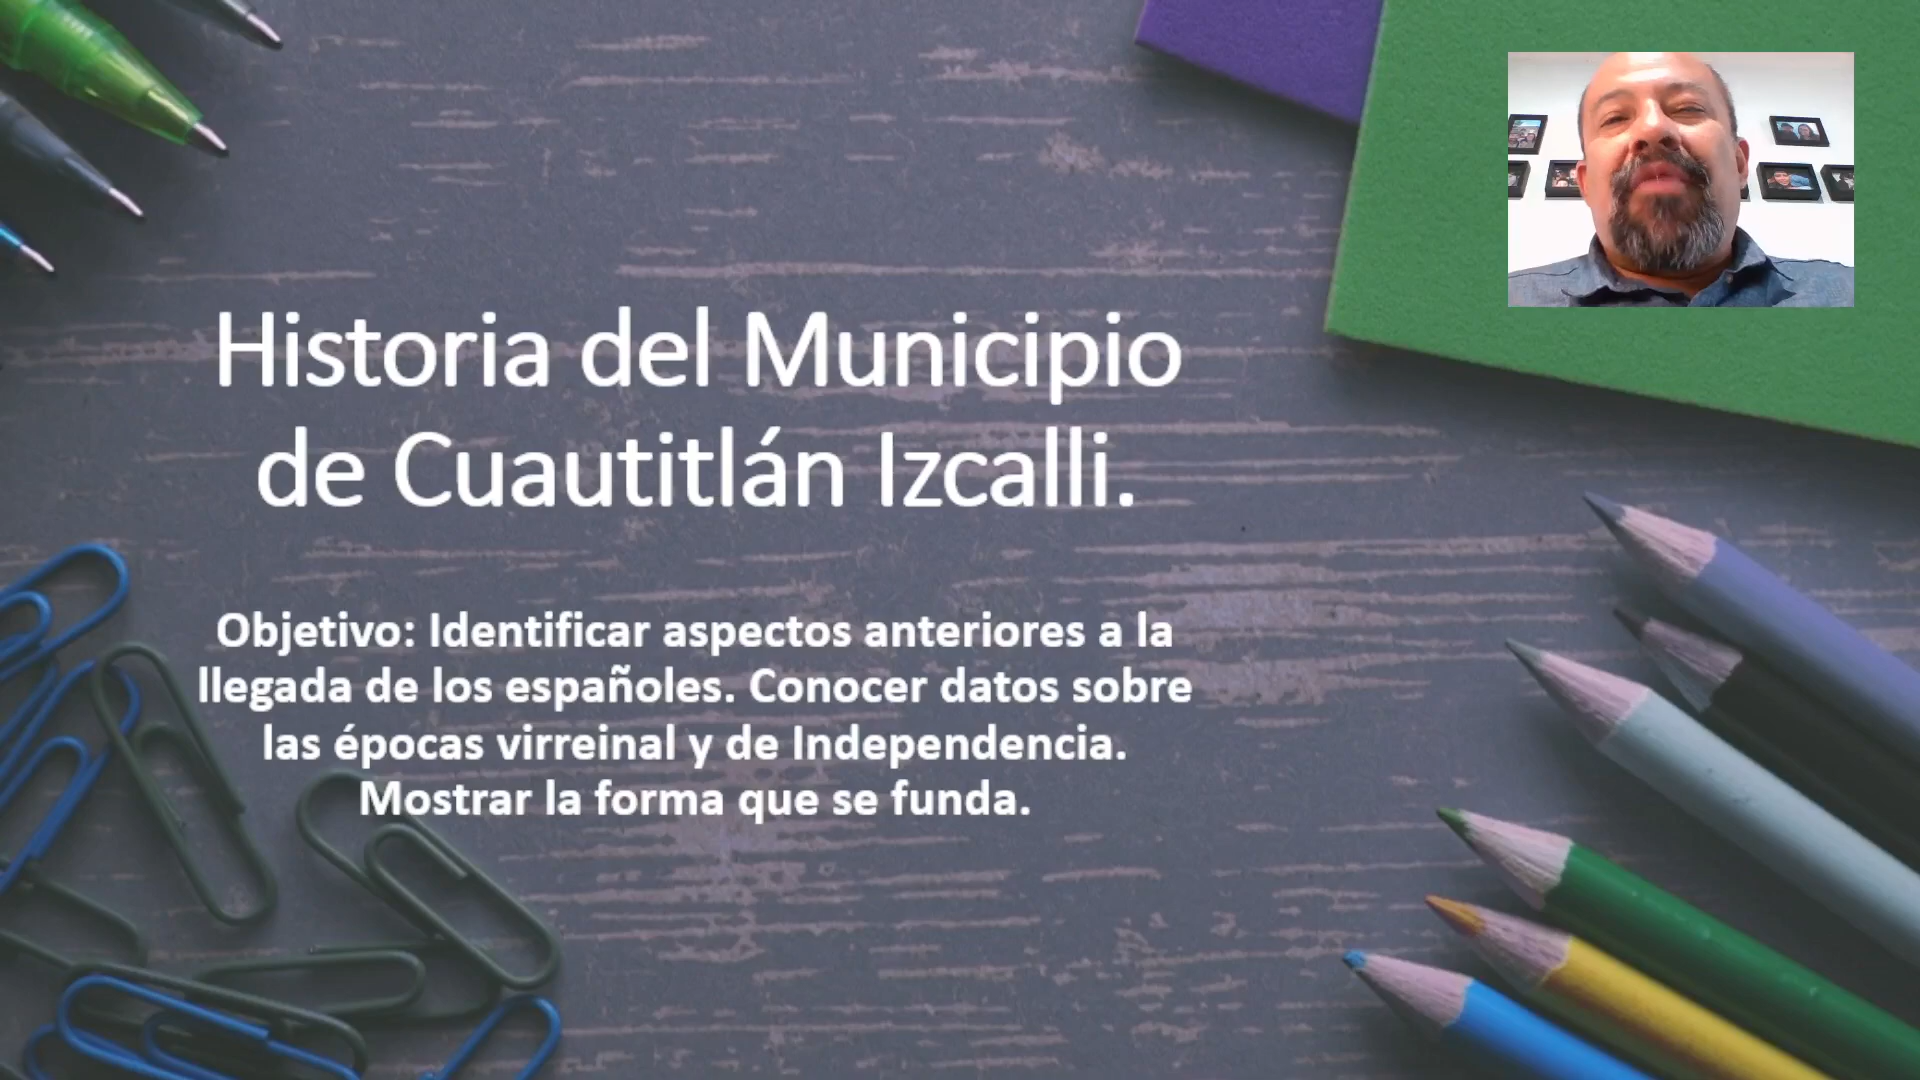 Historia del Municipio
de Cuautitlán Izcalli.
Objetivo: Identificar aspectos anteriores a la
llegada de los españoles. Conocer datos sobre
las épocas virreinal y de Independencia.
Mostrar la forma que se funda.